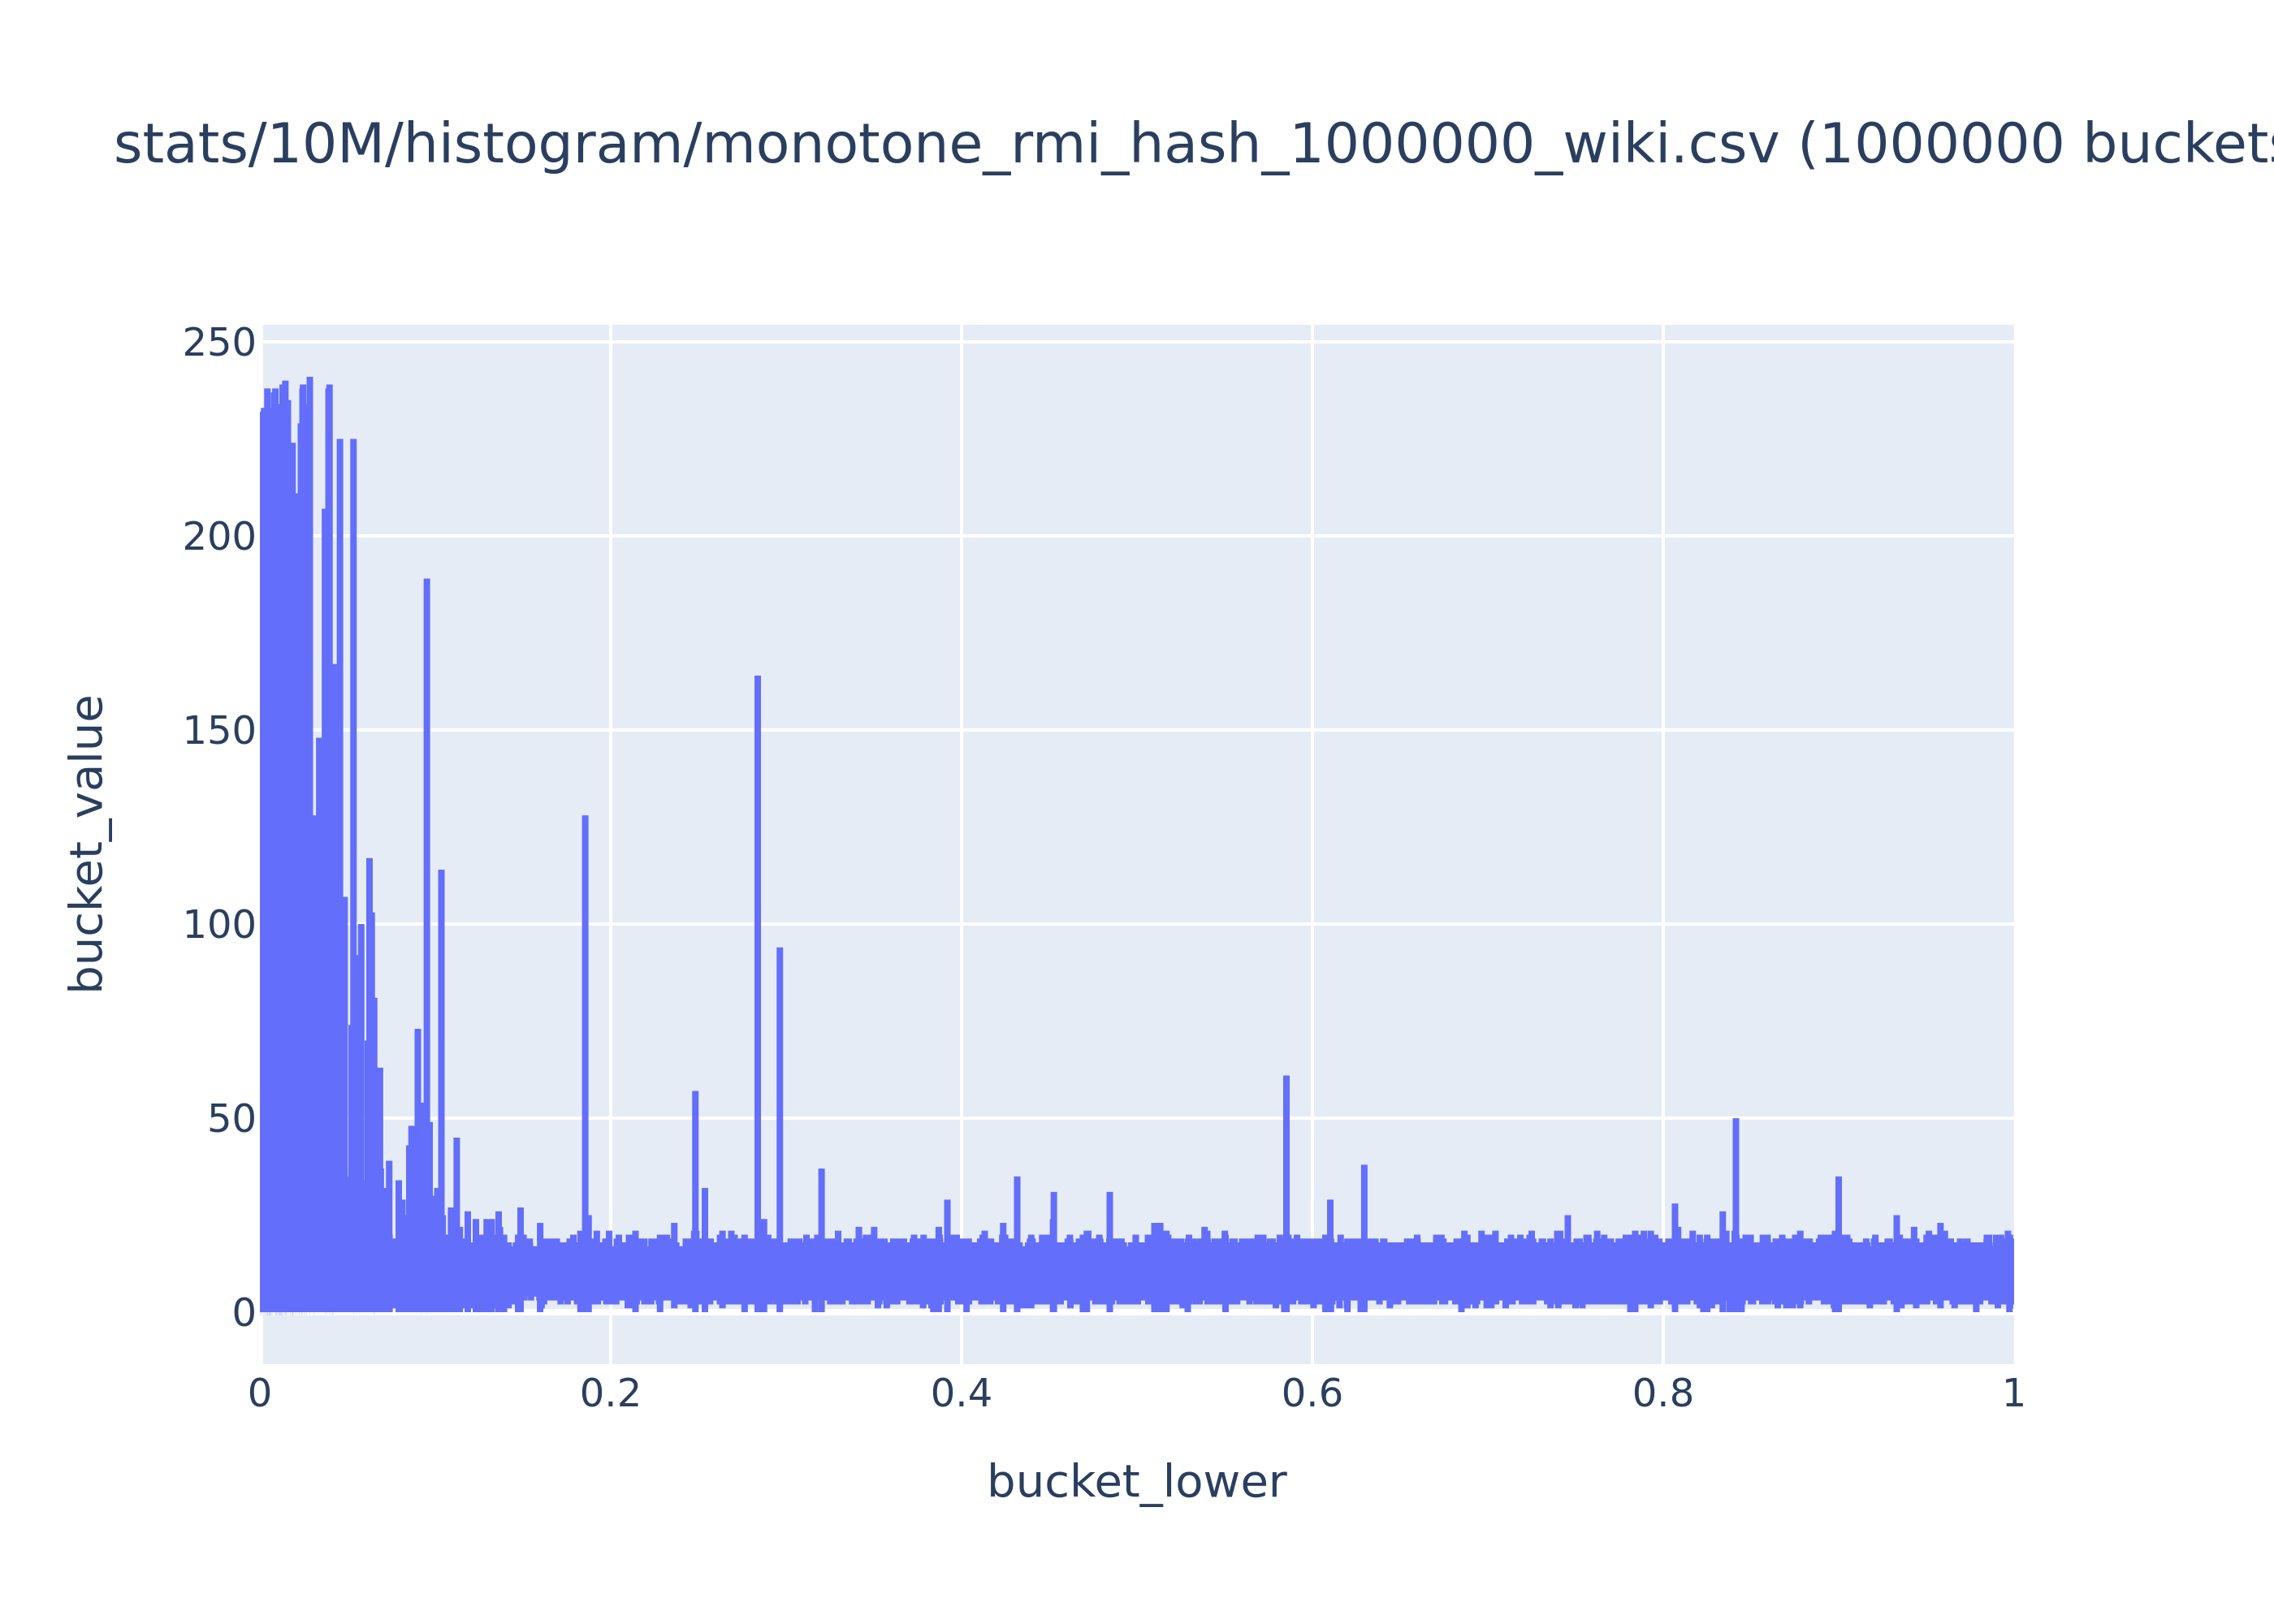 stats/10M/histogram/monotone_rmi_hash_1000000_wiki.csv (1000000 buckets
250
200
150
100
50
0
bucket_value
0 0.2 0.4 0.6 0.8 1
bucket_lower